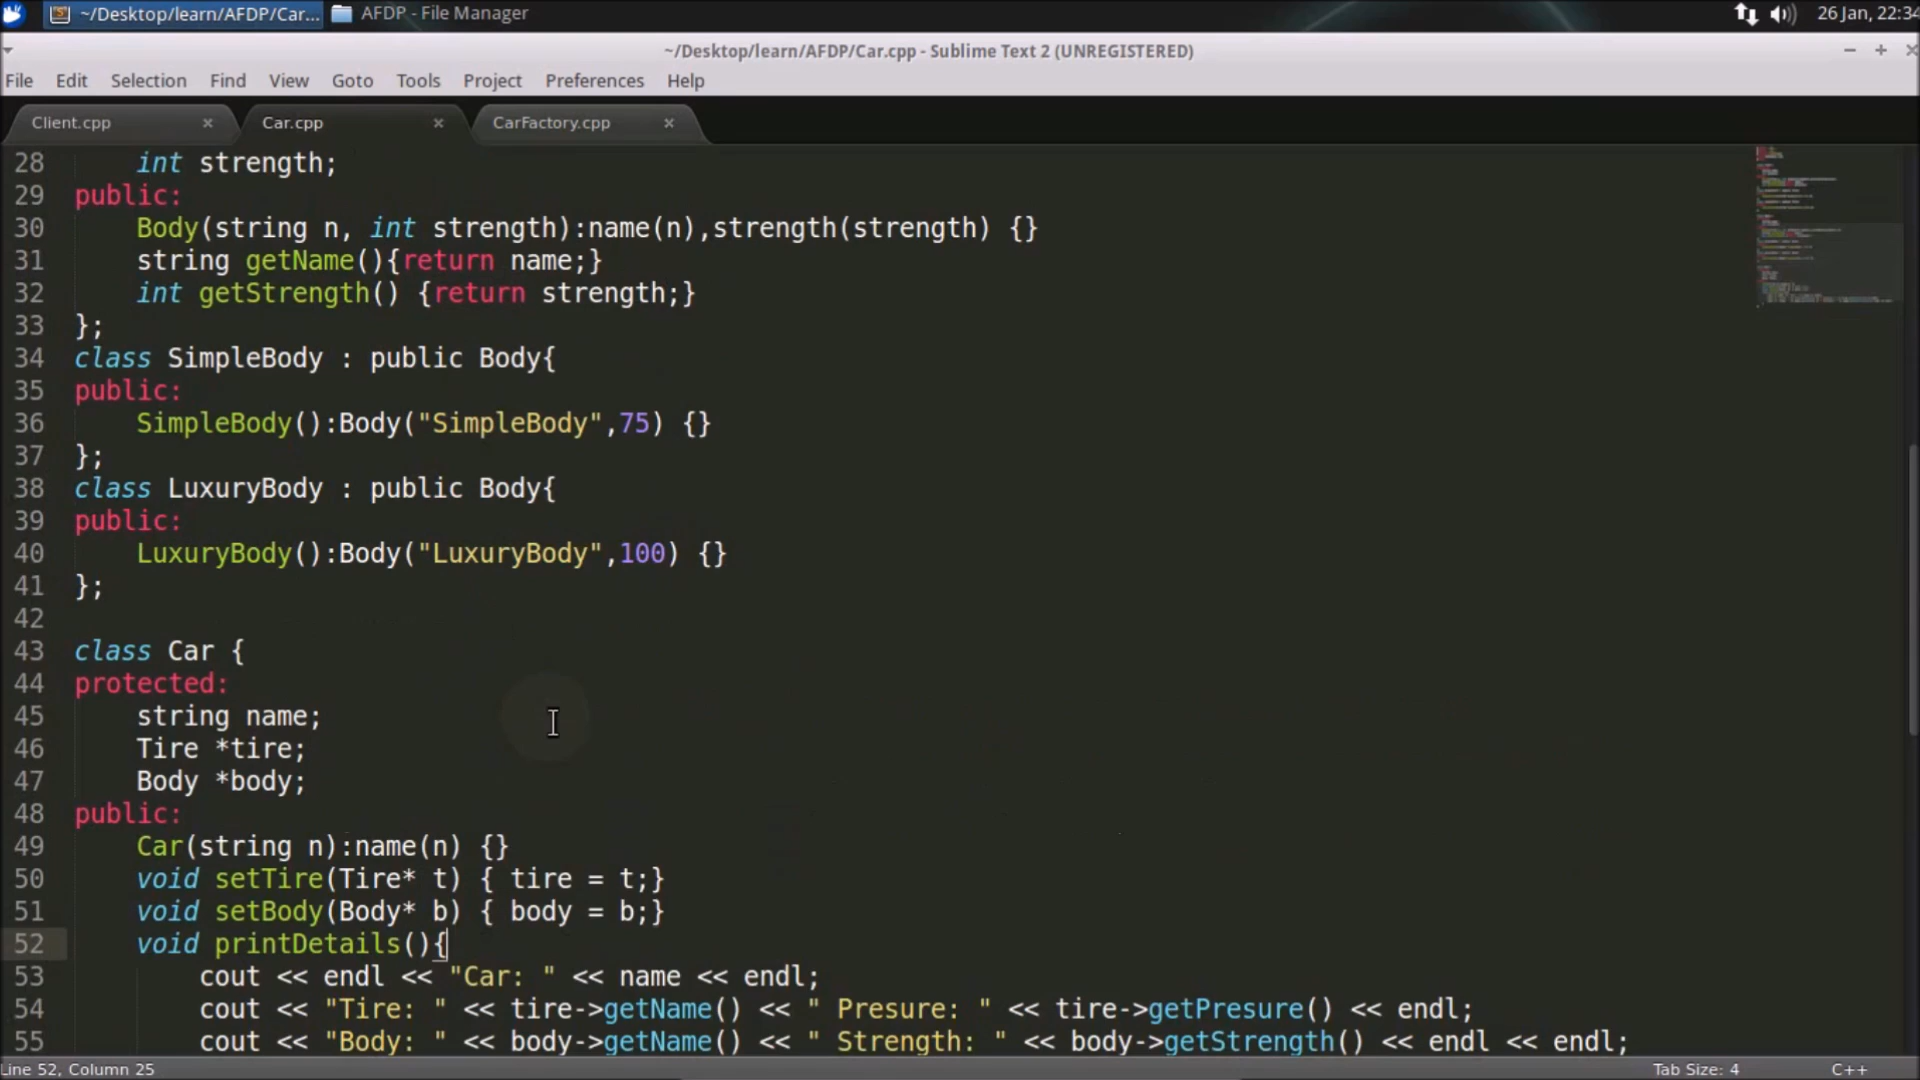 ~/Desktop/learn/AFDP/Car... AFDP - File Manager 26 Jan, 22:34
~/Desktop/learn/AFDP/Car.cpp - Sublime Text 2 (UNREGISTERED)
File Edit Selection Find View Goto Tools Project Preferences Help
Client.cpp × Car.cpp × CarFactory.cpp ×
28 int strength;
29 public:
30 Body(string n, int strength):name(n),strength(strength) {}
31 string getName(){return name;}
32 int getStrength() {return strength;}
33 };
34 class SimpleBody : public Body{
35 public:
36 SimpleBody():Body("SimpleBody",75) {}
37 };
38 class LuxuryBody : public Body{
39 public:
40 LuxuryBody():Body("LuxuryBody",100) {}
41 };
42
43 class Car {
44 protected:
45 string name;
46 Tire *tire;
47 Body *body;
48 public:
49 Car(string n):name(n) {}
50 void setTire(Tire* t) { tire = t;}
51 void setBody(Body* b) { body = b;}
52 void printDetails(){
53 cout << endl << "Car: " << name << endl;
54 cout << "Tire: " << tire->getName() << " Presure: " << tire->getPresure() << endl;
55 cout << "Body: " << body->getName() << " Strength: " << body->getStrength() << endl << endl;
Line 52, Column 25 Tab Size: 4 C++